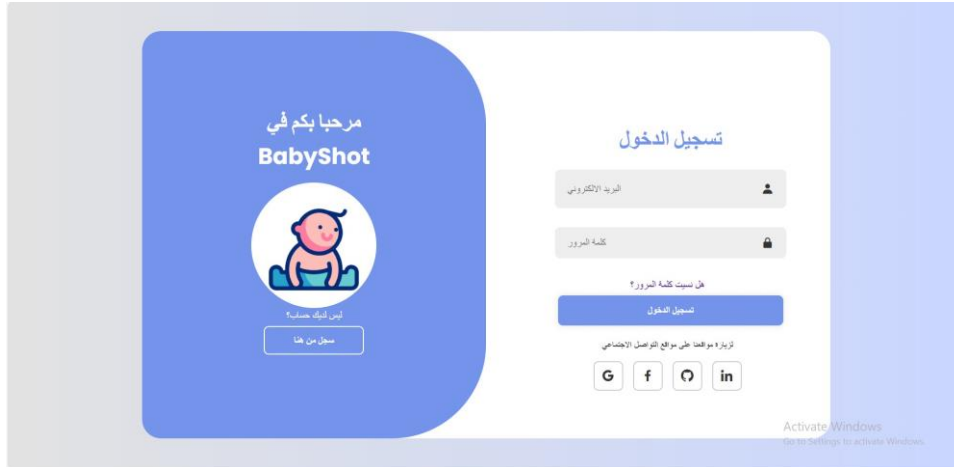 مرحبا بكم في
BabyShot
ليس لديك حساب؟
سجل من هنا
تسجيل الدخول
البريد الالكتروني
كلمة المرور
هل نسيت كلمة المرور؟
تسجيل الدخول
لزيارة مواقعنا على مواقع التواصل الاجتماعي
G f in
Activate Windows
Go to Settings to activate Windows.